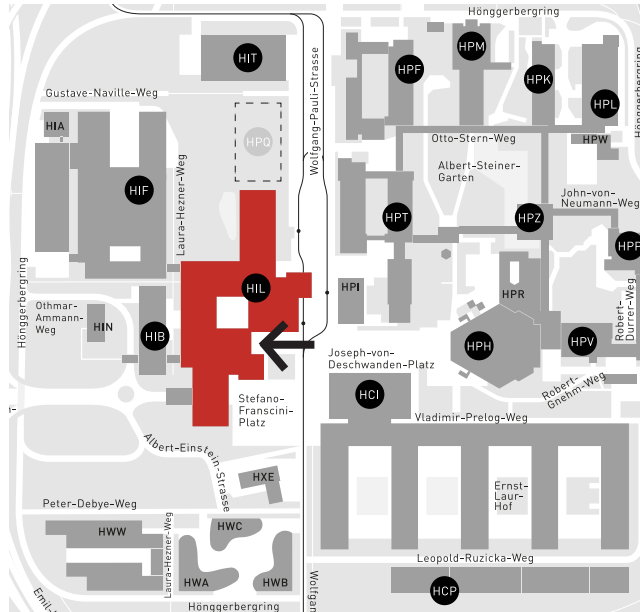 Hönggerbergring
HIT
HPF
HPM
HPK
HPL
Hönggerbergring
Gustave-Naville-Weg
Wolfgang-Pauli-Strasse
HIA
HPQ
Otto-Stern-Weg
HPW
Albert-Steiner-
Garten
HIF
Laura-Hezner-Weg
John-von-
Neumann-Weg
HPT
HPZ
HPP
Hönggerbergring
HIL
HPI
HPR
Robert-
Durrer-Weg
Othmar-
Ammann-
Weg
HIN
HIB
HPH
HPV
Joseph-von-
Deschwanden-Platz
Robert-
Gnehm-Weg
HCI
Stefano-
Franscini-
Platz
Vladimir-Prelog-Weg
Albert-Einstein-Strasse
HXE
Ernst-
Laur-
Hof
Peter-Debye-Weg
HWW
HWC
Laura-Hezner-Weg
Leopold-Ruzicka-Weg
HWA
HWB
HCP
Hönggerbergring
Emil-
Wolfgan